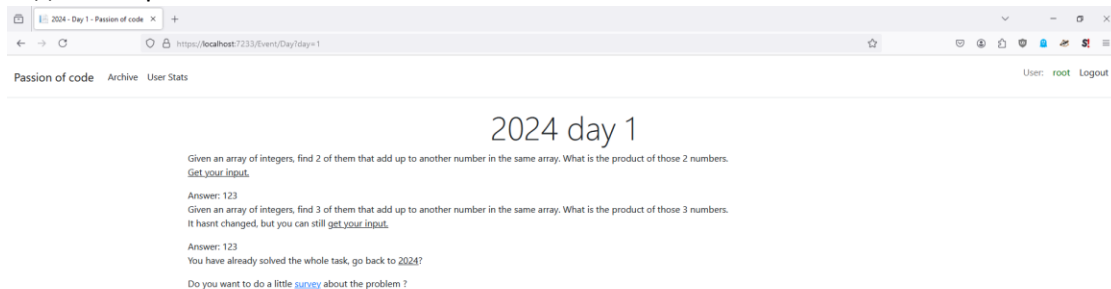 2024 - Day 1 - Passion of code
https://localhost:7233/Event/Day?day=1
Passion of code Archive User Stats User: root Logout
2024 day 1
Given an array of integers, find 2 of them that add up to another number in the same array. What is the product of those 2 numbers.
Get your input.
Answer: 123
Given an array of integers, find 3 of them that add up to another number in the same array. What is the product of those 3 numbers.
It hasnt changed, but you can still get your input.
Answer: 123
You have already solved the whole task, go back to 2024?
Do you want to do a little survey about the problem ?